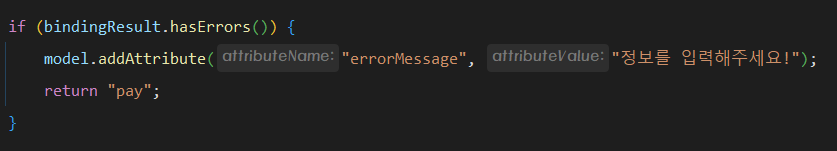 if (bindingResult.hasErrors()) {
model.addAttribute( attributeName: "errorMessage", attributeValue: "정보를 입력해주세요!");
return "pay";
}